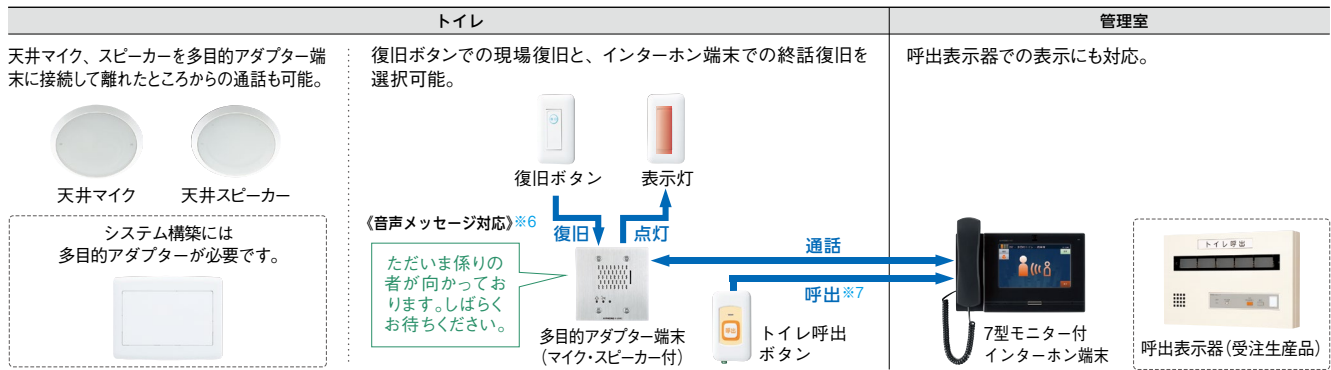 トイレ
管理室
天井マイク、スピーカーを多目的アダプター端
末に接続して離れたところからの通話も可能。
天井マイク
天井スピーカー
システム構築には
多目的アダプターが必要です。
復旧ボタンでの現場復旧と、インターホン端末での終話復旧を
選択可能。
復旧ボタン
表示灯
《音声メッセージ対応》※6
復旧
点灯
ただいま係りの
者が向かってお
ります。しばらく
お待ちください。
多目的アダプター端末
（マイク・スピーカー付）
呼出
トイレ呼出
ボタン
通話
呼出※7
呼出表示器での表示にも対応。
7型モニター付
インターホン端末
トイレ呼出
呼出表示器（受注生産品）